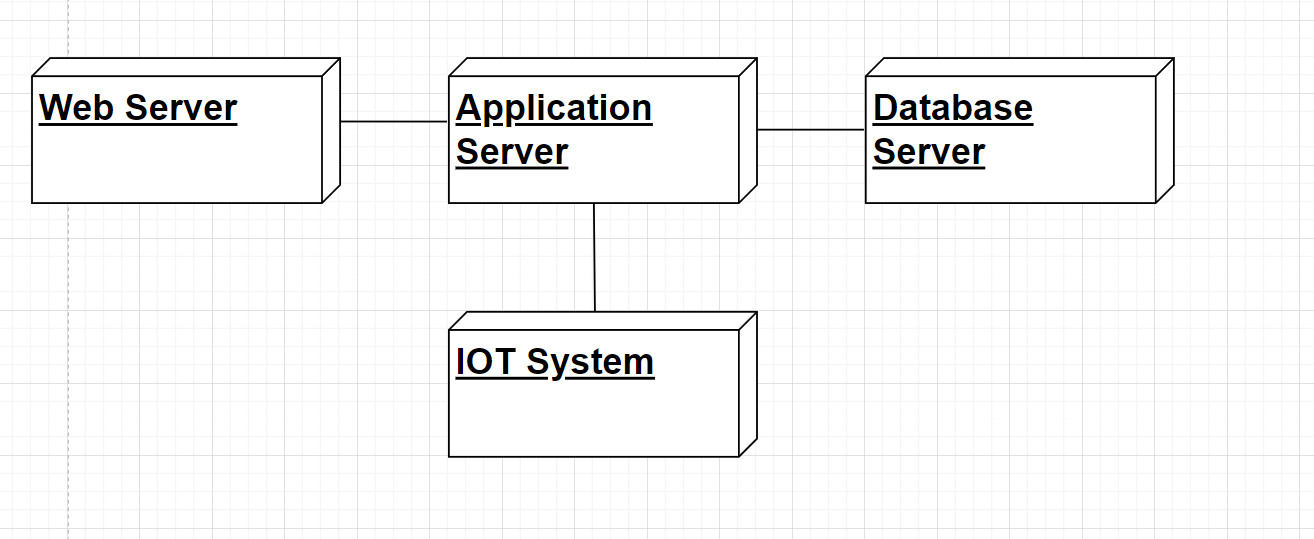 Web Server
Application
Server
Database
Server
IOT System